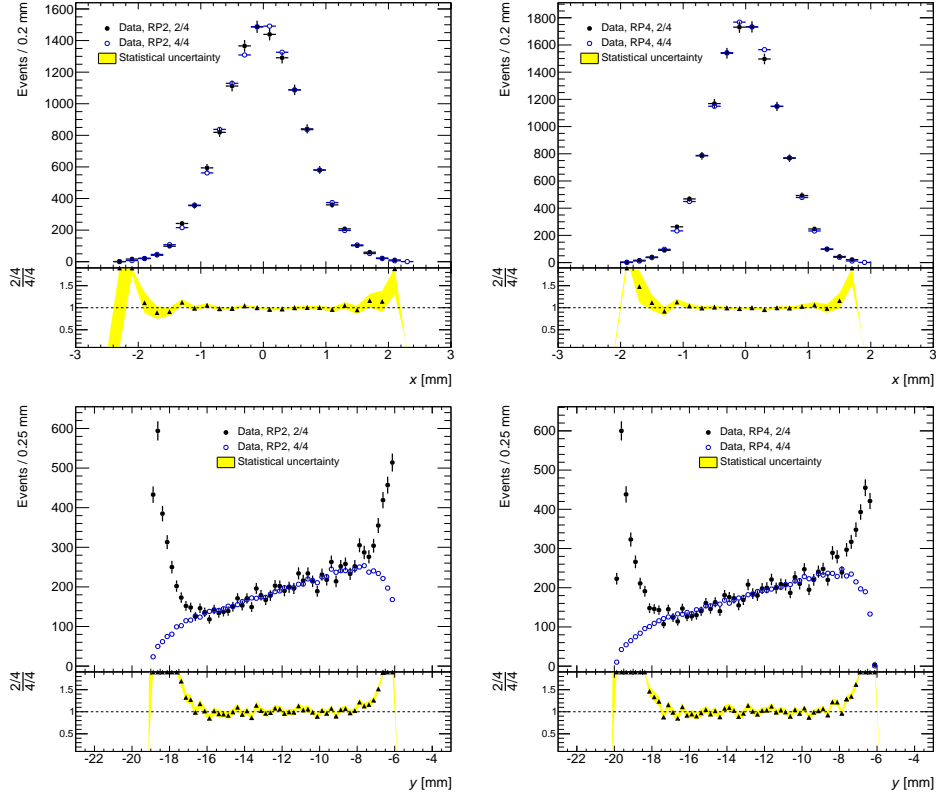 Events / 0.2 mm
1600
1400
1200
1000
800
600
400
200
0
Data, RP2, 2/4
Data, RP2, 4/4
Statistical uncertainty
2/4
4/4
1.5
1
0.5
-3 -2 -1 0 1 2 3
x [mm]
Events / 0.2 mm
1800
1600
1400
1200
1000
800
600
400
200
0
Data, RP4, 2/4
Data, RP4, 4/4
Statistical uncertainty
2/4
4/4
1.5
1
0.5
-3 -2 -1 0 1 2 3
x [mm]
Events / 0.25 mm
600
500
400
300
200
100
0
Data, RP2, 2/4
Data, RP2, 4/4
Statistical uncertainty
2/4
4/4
1.5
1
0.5
-22 -20 -18 -16 -14 -12 -10 -8 -6 -4
y [mm]
Events / 0.25 mm
600
500
400
300
200
100
0
Data, RP4, 2/4
Data, RP4, 4/4
Statistical uncertainty
2/4
4/4
1.5
1
0.5
-22 -20 -18 -16 -14 -12 -10 -8 -6 -4
y [mm]